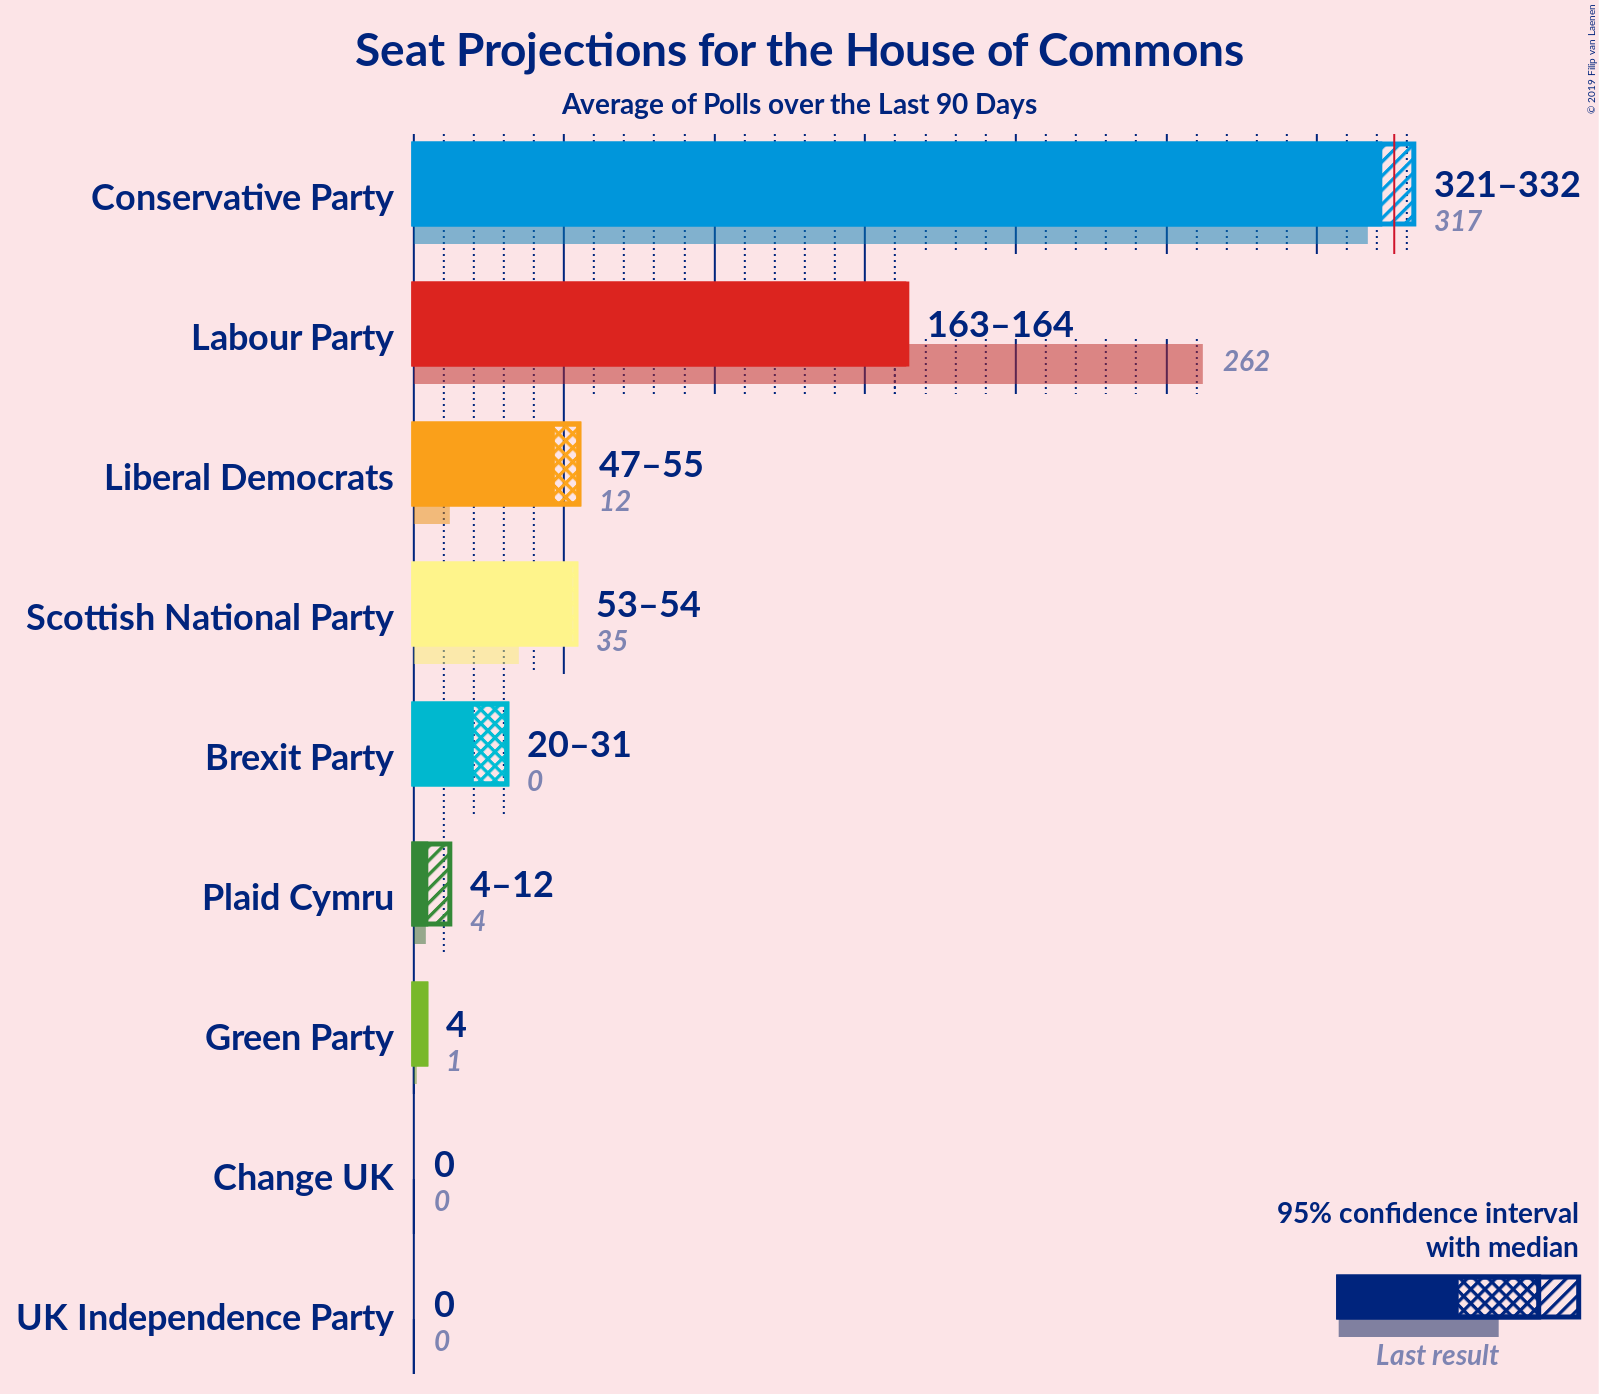 Seat Projections for the House of Commons
Average of Polls over the Last 90 Days
© 2019 Filip van Laenen
Conservative Party
321–332
317
Labour Party
163–164
262
Liberal Democrats
47–55
12
Scottish National Party
53–54
35
Brexit Party
20–31
0
Plaid Cymru
4–12
4
Green Party
4
1
Change UK
0
0
UK Independence Party
0
0
95% confidence interval
with median
Last result